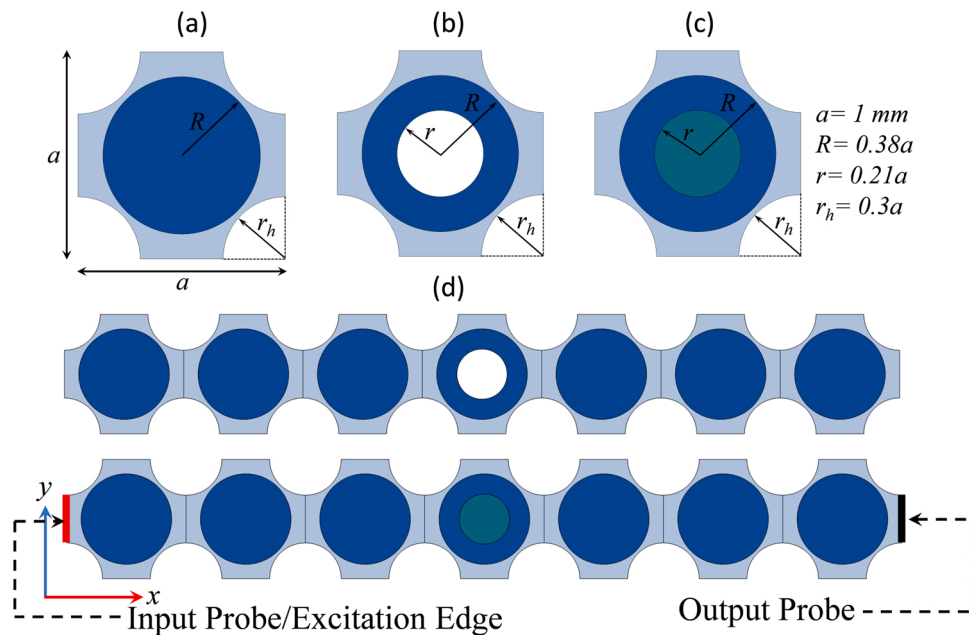 (a)
(b)
(c)
R
a
r_h
a
r
R
r_h
r
R
r_h
a= 1 mm
R= 0.38a
r= 0.21a
r_h= 0.3a
(d)
y
x
Input Probe/Excitation Edge
Output Probe